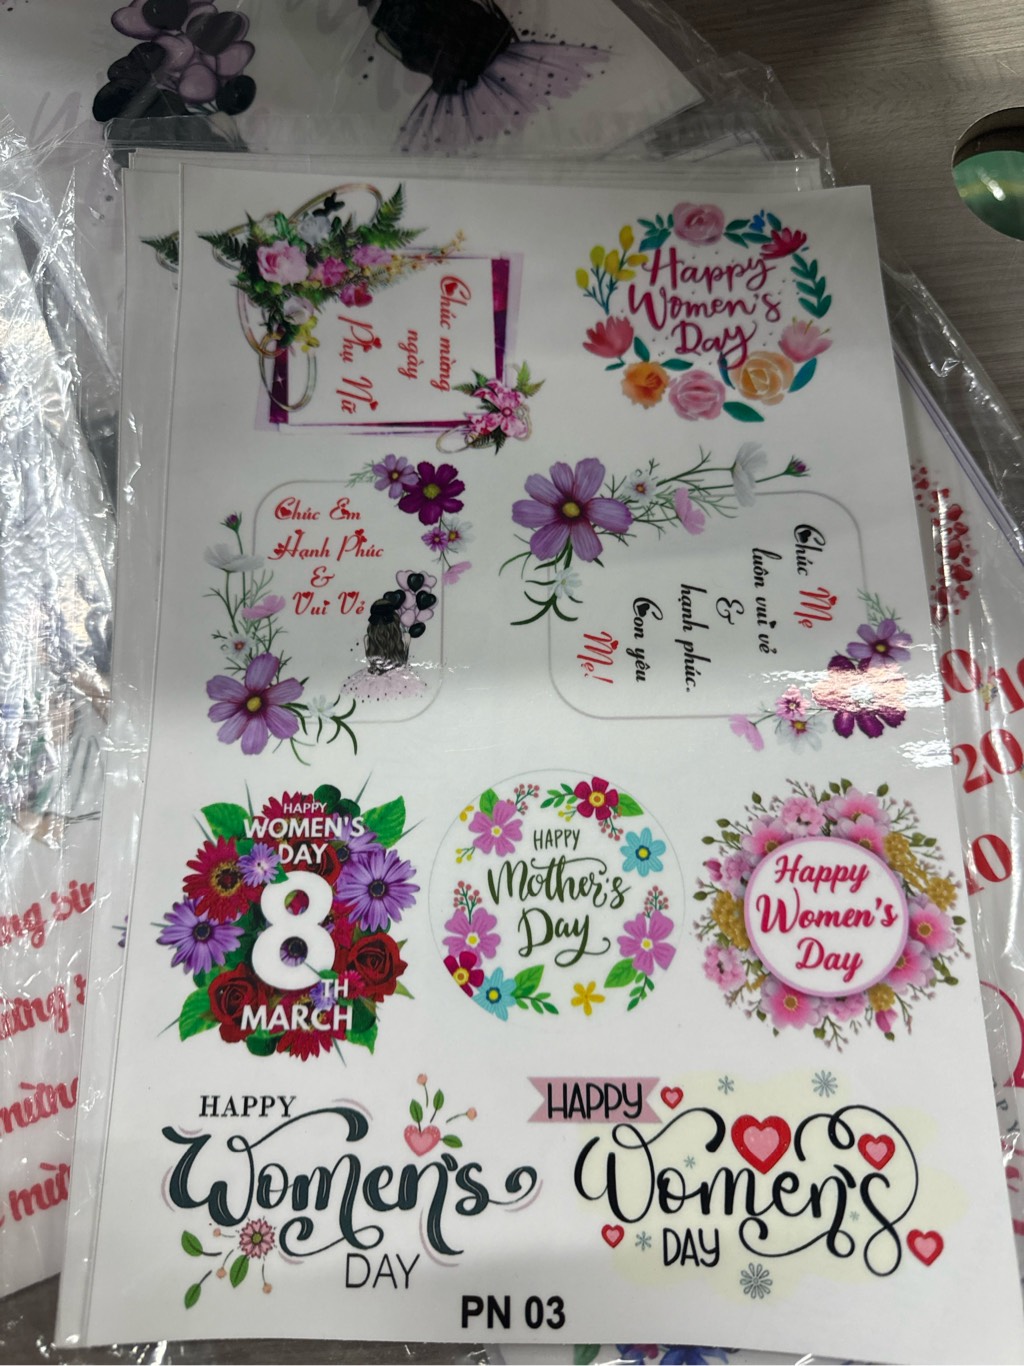 Chúc mừng
ngày
Phụ Nữ
Happy
Women's
Day
Chúc Em
Hạnh Phúc
&
Vui Vẻ
Chúc Mẹ
luôn vui vẻ
&
hạnh phúc.
Con yêu
Mẹ!
HAPPY
WOMEN'S
DAY
8
TH
MARCH
HAPPY
Mother's
Day
Happy
Women's
Day
HAPPY
Women's
DAY
HAPPY
Women's
DAY
PN 03
mừng